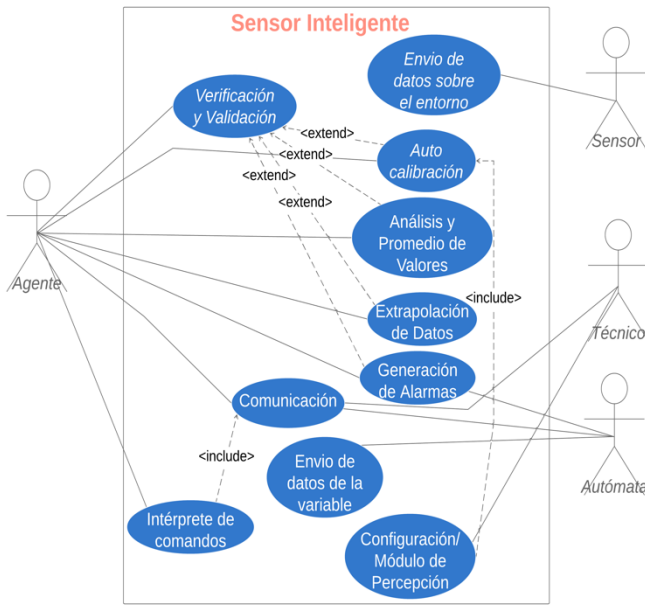 Sensor Inteligente
Envio de
datos sobre
el entorno
Sensor
Verificación
y Validación
<extend>
Auto
calibración
<extend>
<extend>
<extend>
Agente
Análisis y
Promedio de
Valores
<include>
Extrapolación
de Datos
Técnico
Generación
de Alarmas
Comunicación
Autómata
<include>
Envio de
datos de la
variable
Intérprete de
comandos
Configuración/
Módulo de
Percepción